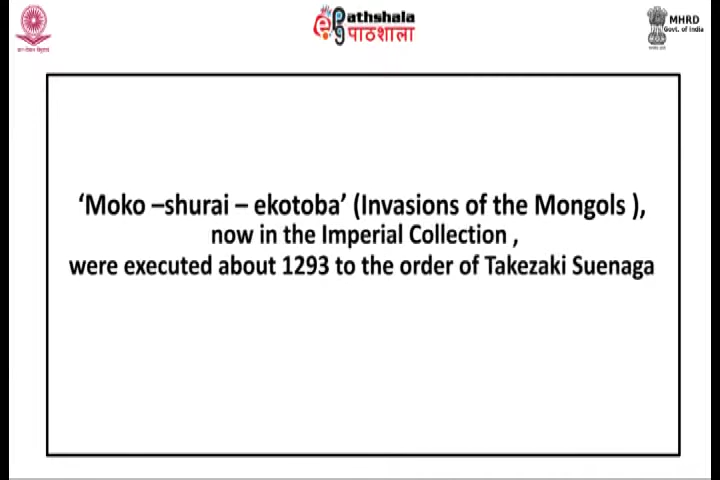 ePathshala
पाठशाला
MHRD
Govt. of India
‘Moko –shurai – ekotoba’ (Invasions of the Mongols ),
now in the Imperial Collection ,
were executed about 1293 to the order of Takezaki Suenaga